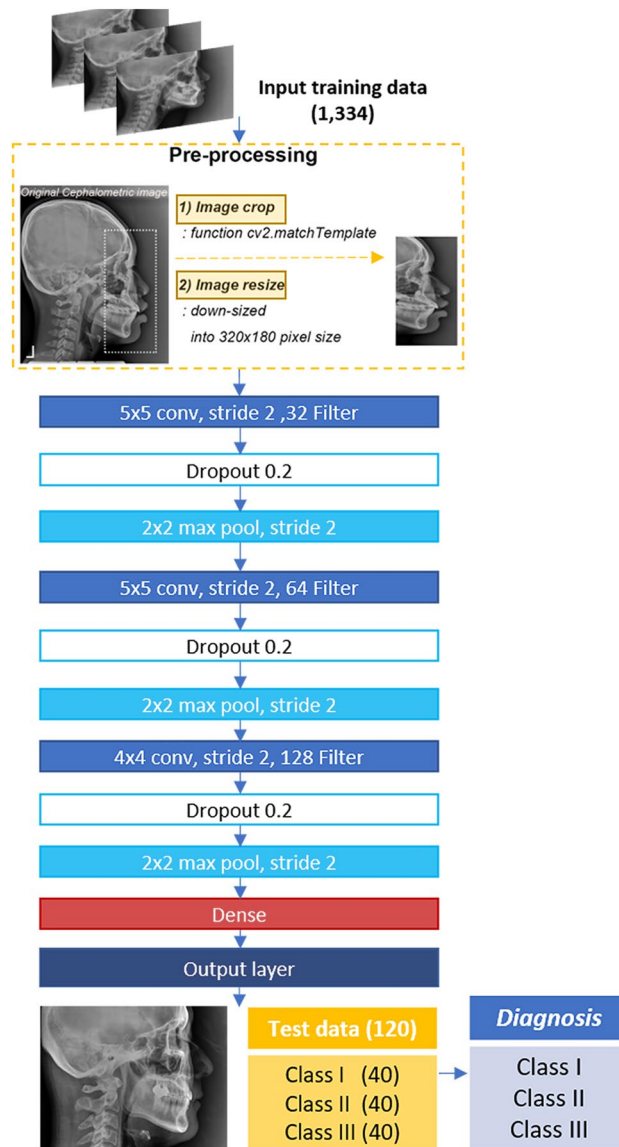 Input training data
(1,334)
Pre-processing
Original Cephalometric image
1) Image crop
: function cv2.matchTemplate
2) Image resize
: down-sized
into 320x180 pixel size
5x5 conv, stride 2 ,32 Filter
Dropout 0.2
2x2 max pool, stride 2
5x5 conv, stride 2, 64 Filter
Dropout 0.2
2x2 max pool, stride 2
4x4 conv, stride 2, 128 Filter
Dropout 0.2
2x2 max pool, stride 2
Dense
Output layer
Test data (120)
Class I (40)
Class II (40)
Class III (40)
Diagnosis
Class I
Class II
Class III